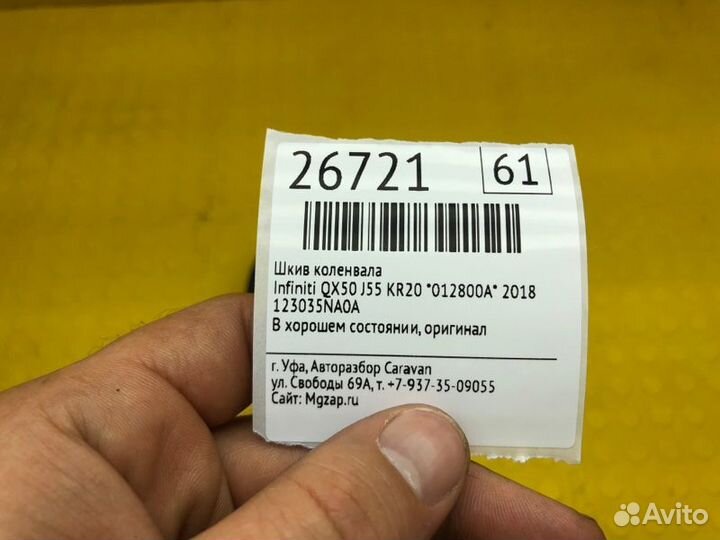 26721 61
Шкив коленвала
Infiniti QX50 J55 KR20 *012800A* 2018
123035NA0A
В хорошем состоянии, оригинал
г. Уфа, Авторазбор Caravan
ул. Свободы 69А, т. +7-937-35-09055
Сайт: Mgzap.ru
Avito